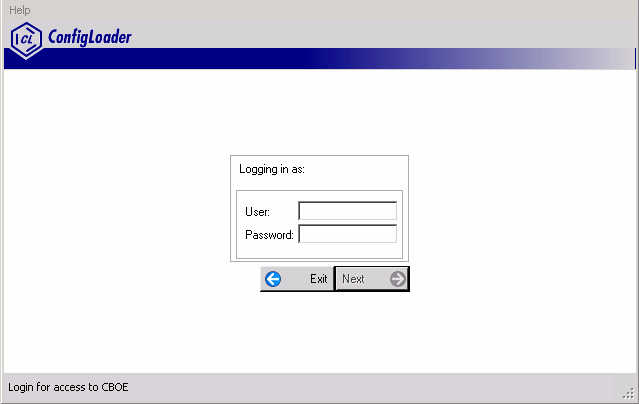 Help
CL
ConfigLoader
Logging in as:
User:
Password:
Exit
Next
Login for access to CBOE